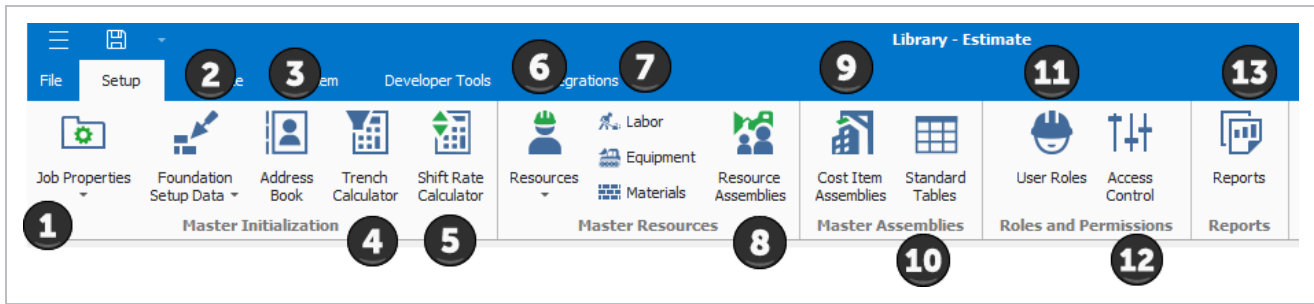 Library - Estimate
File Setup Developer Tools
2 3 6 7 9 11 13
Labor
Equipment
Materials
Job Properties
Foundation Setup Data
Address Book
Trench Calculator
Shift Rate Calculator
Resources
Resource Assemblies
Cost Item Assemblies
Standard Tables
User Roles
Access Control
Reports
Master Initialization
Master Resources
Master Assemblies
Roles and Permissions
Reports
1 4 5 8 10 12